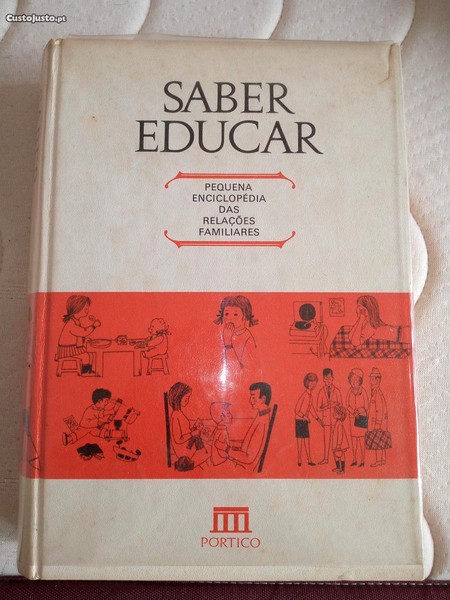 CustoJusto.pt
SABER
EDUCAR
PEQUENA
ENCICLOPÉDIA
DAS
RELAÇÕES
FAMILIARES
PORTICO